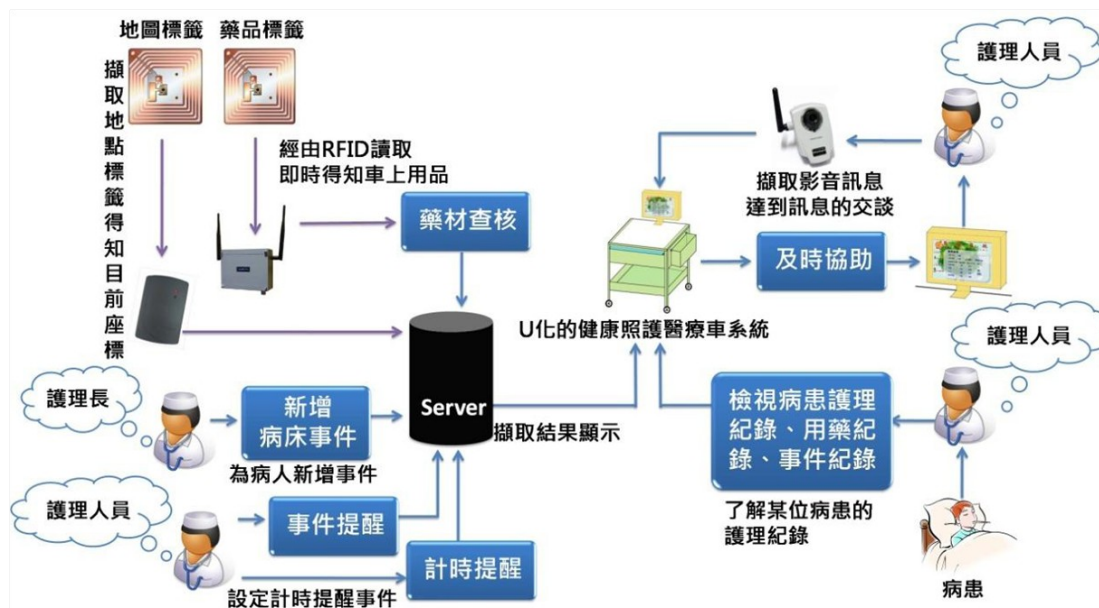 地圖標籤
藥品標籤
擷取地點標籤得知目前座標
經由RFID讀取
即時得知車上用品
藥材查核
護理長
新增
病床事件
為病人新增事件
護理人員
事件提醒
設定計時提醒事件
計時提醒
Server
擷取結果顯示
U化的健康照護醫療車系統
擷取影音訊息
達到訊息的交談
護理人員
及時協助
護理人員
檢視病患護理
紀錄、用藥紀
錄、事件紀錄
了解某位病患的
護理紀錄
病患